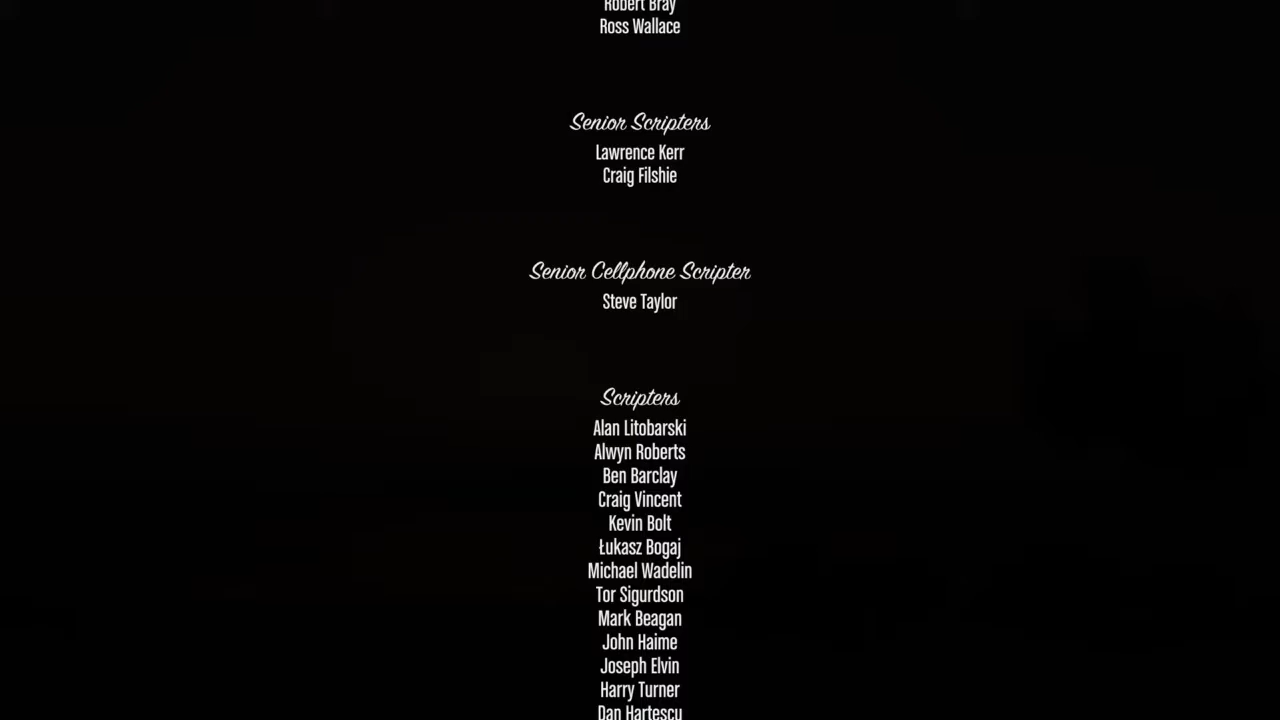 Robert Bray
Ross Wallace
Senior Scripters
Lawrence Kerr
Craig Filshie
Senior Cellphone Scripter
Steve Taylor
Scripters
Alan Litobarski
Alwyn Roberts
Ben Barclay
Craig Vincent
Kevin Bolt
Łukasz Bogaj
Michael Wadelin
Tor Sigurdson
Mark Beagan
John Haime
Joseph Elvin
Harry Turner
Dan Hartescu